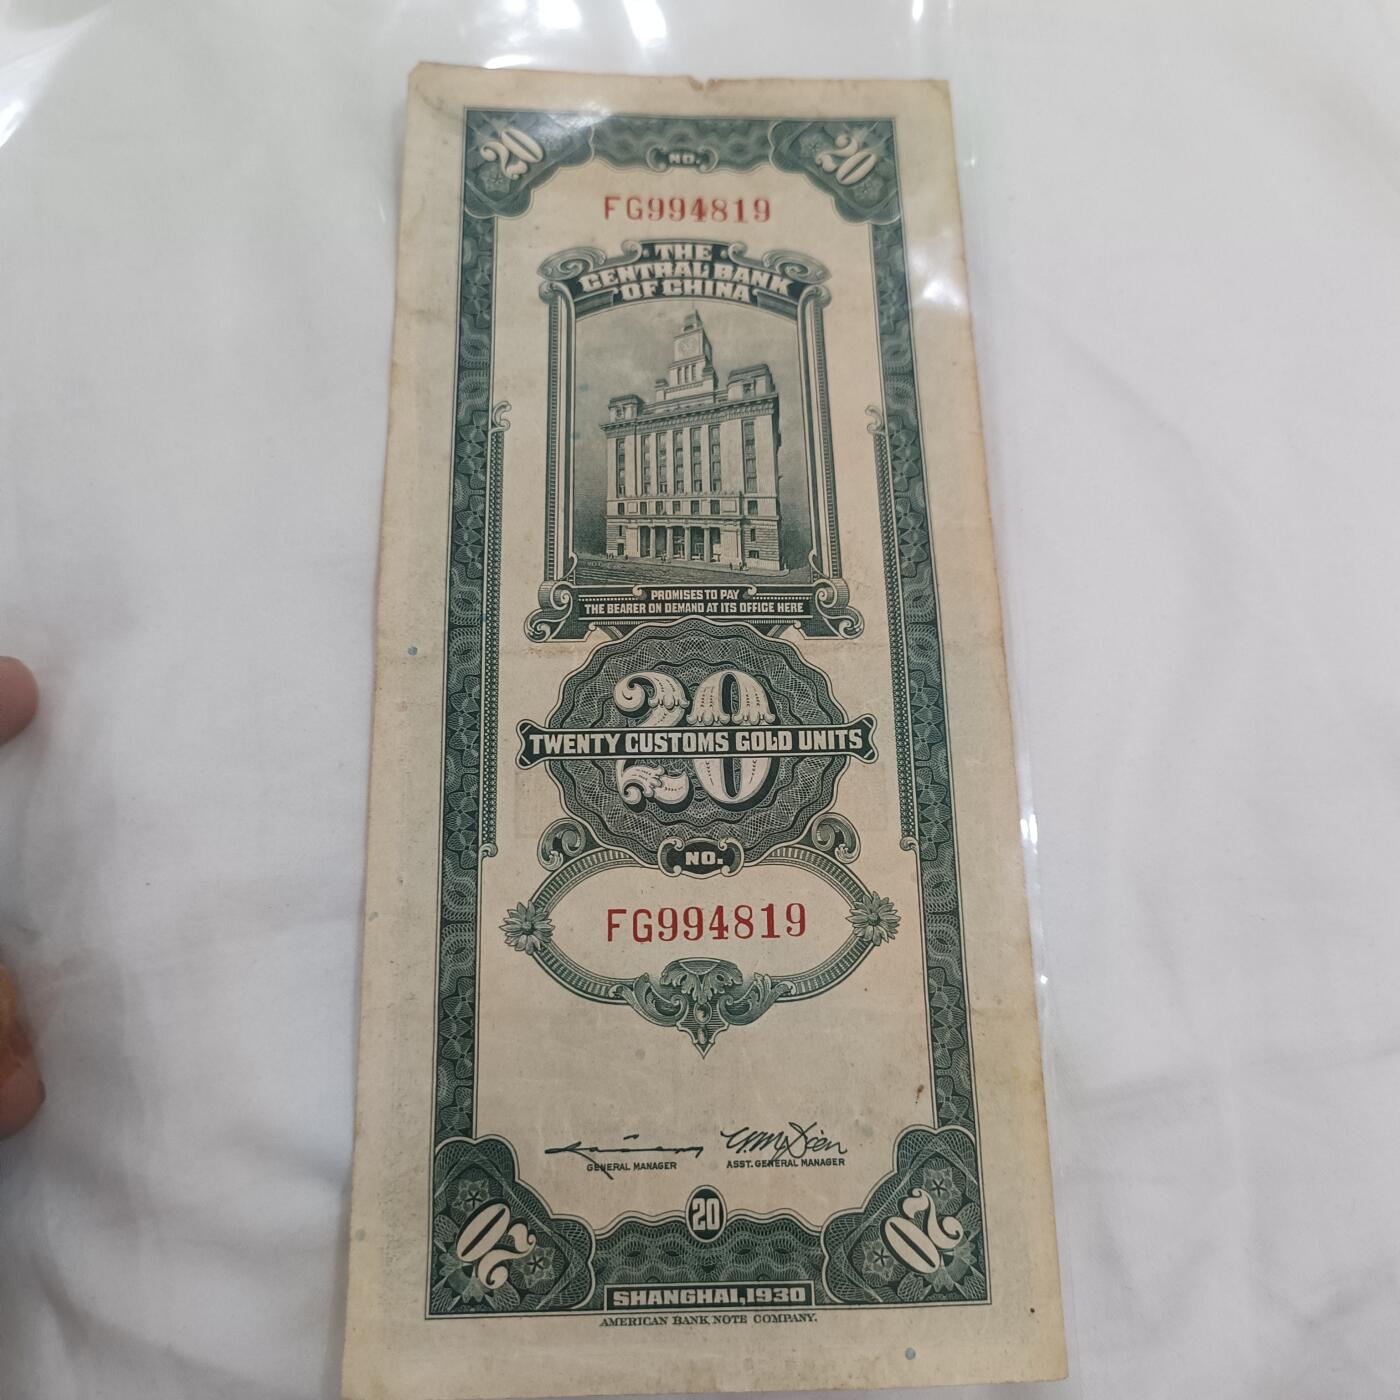 20 NO. 20
FG994819
THE
CENTRAL BANK
OF CHINA
PROMISES TO PAY
THE BEARER ON DEMAND AT ITS OFFICE HERE
20
TWENTY CUSTOMS GOLD UNITS
NO.
FG994819
GENERAL MANAGER
ASST. GENERAL MANAGER
20 20 20
SHANGHAI, 1930
AMERICAN BANK NOTE COMPANY.